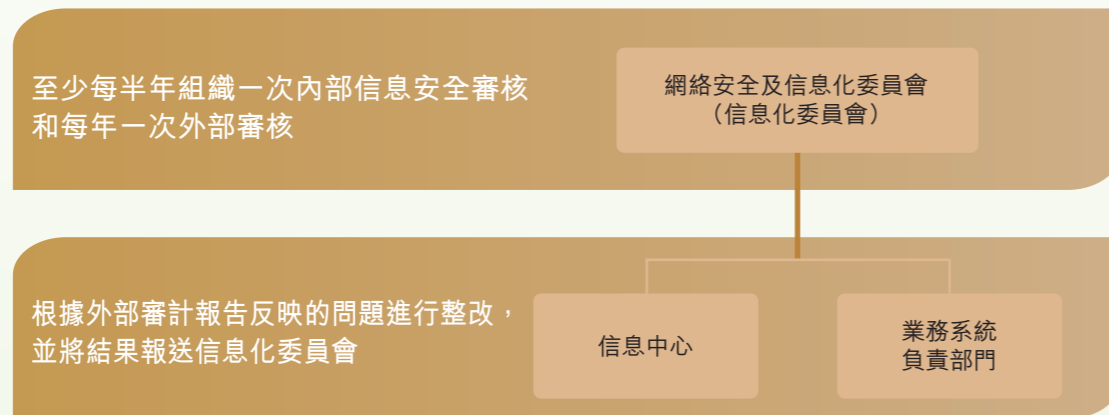 至少每半年組織一次內部信息安全審核
和每年一次外部審核
網絡安全及信息化委員會
（信息化委員會）
根據外部審計報告反映的問題進行整改，
並將結果報送信息化委員會
信息中心
業務系統
負責部門